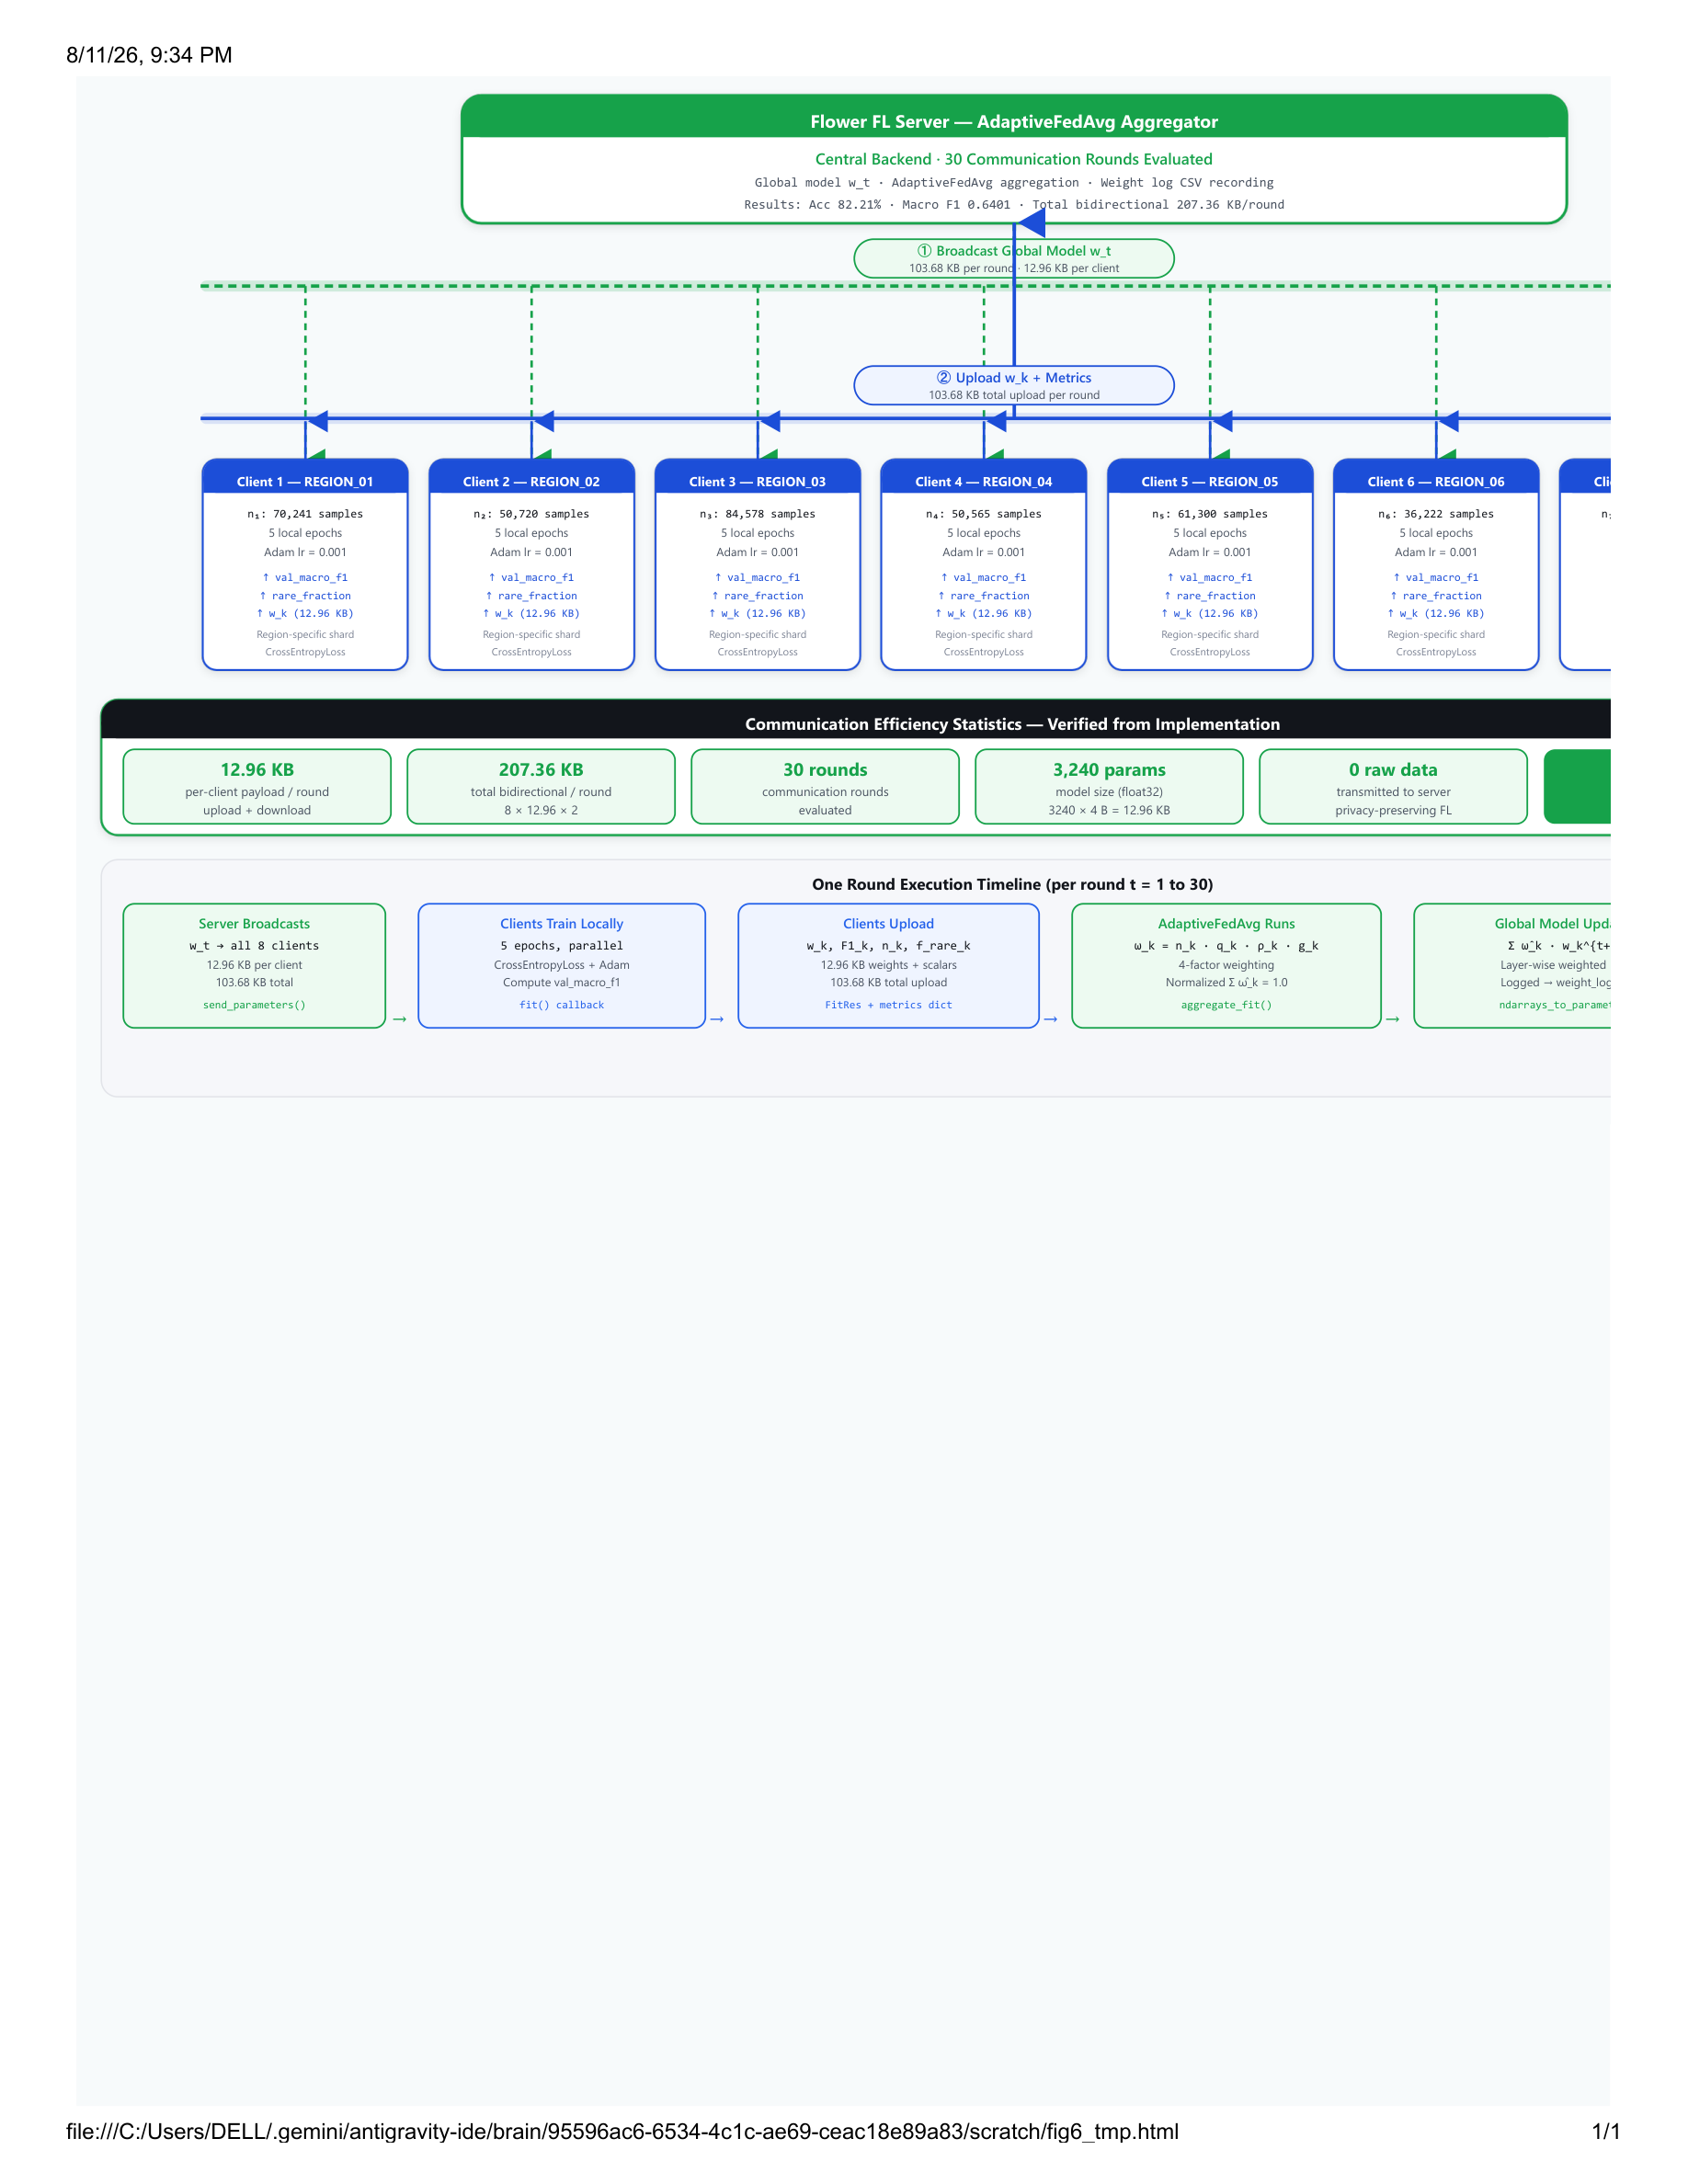 8/11/26, 9:34 PM
Flower FL Server — AdaptiveFedAvg Aggregator
Central Backend · 30 Communication Rounds Evaluated
Global model w_t · AdaptiveFedAvg aggregation · Weight log CSV recording
Results: Acc 82.21% · Macro F1 0.6401 · Total bidirectional 207.36 KB/round
① Broadcast Global Model w_t
103.68 KB per round · 12.96 KB per client
② Upload w_k + Metrics
103.68 KB total upload per round
Client 1 — REGION_01
n₁: 70,241 samples
5 local epochs
Adam lr = 0.001
↑ val_macro_f1
↑ rare_fraction
↑ w_k (12.96 KB)
Region-specific shard
CrossEntropyLoss
Client 2 — REGION_02
n₂: 50,720 samples
5 local epochs
Adam lr = 0.001
↑ val_macro_f1
↑ rare_fraction
↑ w_k (12.96 KB)
Region-specific shard
CrossEntropyLoss
Client 3 — REGION_03
n₃: 84,578 samples
5 local epochs
Adam lr = 0.001
↑ val_macro_f1
↑ rare_fraction
↑ w_k (12.96 KB)
Region-specific shard
CrossEntropyLoss
Client 4 — REGION_04
n₄: 50,565 samples
5 local epochs
Adam lr = 0.001
↑ val_macro_f1
↑ rare_fraction
↑ w_k (12.96 KB)
Region-specific shard
CrossEntropyLoss
Client 5 — REGION_05
n₅: 61,300 samples
5 local epochs
Adam lr = 0.001
↑ val_macro_f1
↑ rare_fraction
↑ w_k (12.96 KB)
Region-specific shard
CrossEntropyLoss
Client 6 — REGION_06
n₆: 36,222 samples
5 local epochs
Adam lr = 0.001
↑ val_macro_f1
↑ rare_fraction
↑ w_k (12.96 KB)
Region-specific shard
CrossEntropyLoss
Communication Efficiency Statistics — Verified from Implementation
12.96 KB
per-client payload / round
upload + download
207.36 KB
total bidirectional / round
8 × 12.96 × 2
30 rounds
communication rounds
evaluated
3,240 params
model size (float32)
3240 × 4 B = 12.96 KB
0 raw data
transmitted to server
privacy-preserving FL
One Round Execution Timeline (per round t = 1 to 30)
Server Broadcasts
w_t → all 8 clients
12.96 KB per client
103.68 KB total
send_parameters()
→
Clients Train Locally
5 epochs, parallel
CrossEntropyLoss + Adam
Compute val_macro_f1
fit() callback
→
Clients Upload
w_k, F1_k, n_k, f_rare_k
12.96 KB weights + scalars
103.68 KB total upload
FitRes + metrics dict
→
AdaptiveFedAvg Runs
ω_k = n_k · q_k · ρ_k · g_k
4-factor weighting
Normalized Σ ω̂_k = 1.0
aggregate_fit()
→
Global Model Upda
Σ ω̂_k · w_k^{t+
Layer-wise weighted
Logged → weight_log
ndarrays_to_paramet
file:///C:/Users/DELL/.gemini/antigravity-ide/brain/95596ac6-6534-4c1c-ae69-ceac18e89a83/scratch/fig6_tmp.html
1/1